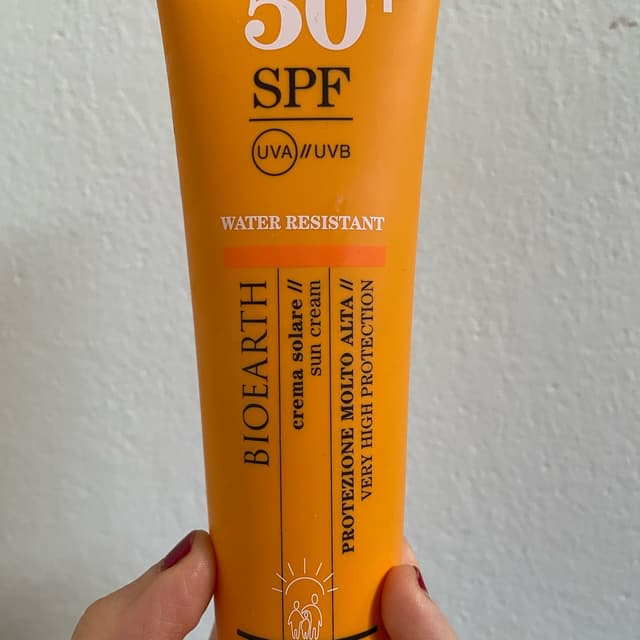 50+
SPF
UVA//UVB
WATER RESISTANT
BIOEARTH
crema solare //
sun cream
PROTEZIONE MOLTO ALTA//
VERY HIGH PROTECTION